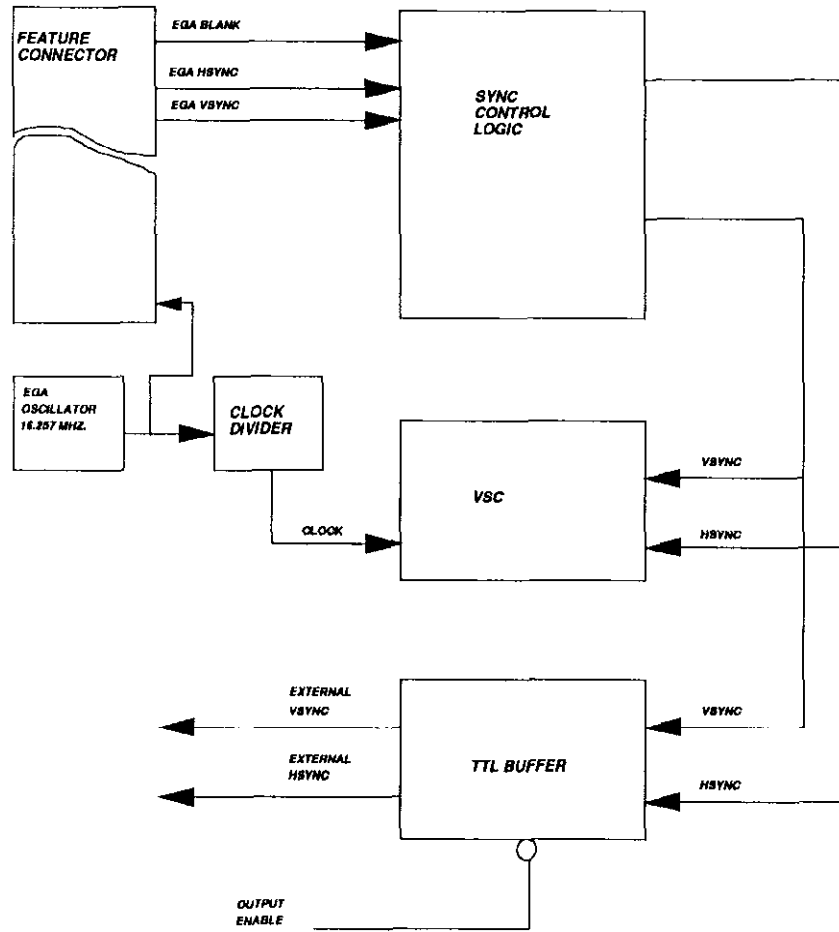 FEATURE
CONNECTOR
EGA BLANK
EGA HSYNC
EGA VSYNC
SYNC
CONTROL
LOGIC
EGA
OSCILLATOR
16.257 MHZ.
CLOCK
DIVIDER
CLOCK
VSC
VSYNC
HSYNC
EXTERNAL
VSYNC
EXTERNAL
HSYNC
TTL BUFFER
VSYNC
HSYNC
OUTPUT
ENABLE